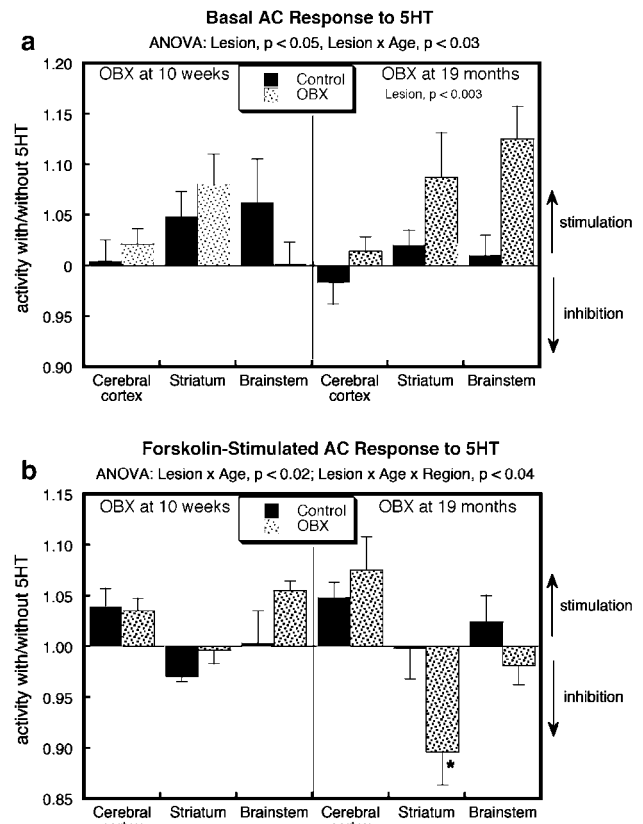 Basal AC Response to 5HT
a
ANOVA: Lesion, p < 0.05, Lesion x Age, p < 0.03
OBX at 10 weeks
Control
OBX
OBX at 19 months
Lesion, p < 0.003
activity with/without 5HT
1.20
1.15
1.10
1.05
0
0.95
0.90
stimulation
inhibition
Cerebral Striatum Brainstem Cerebral Striatum Brainstem
cortex cortex
Forskolin-Stimulated AC Response to 5HT
b
ANOVA: Lesion x Age, p < 0.02; Lesion x Age x Region, p < 0.04
OBX at 10 weeks
Control
OBX
OBX at 19 months
activity with/without 5HT
1.15
1.10
1.05
1.00
0.95
0.90
0.85
*
stimulation
inhibition
Cerebral Striatum Brainstem Cerebral Striatum Brainstem